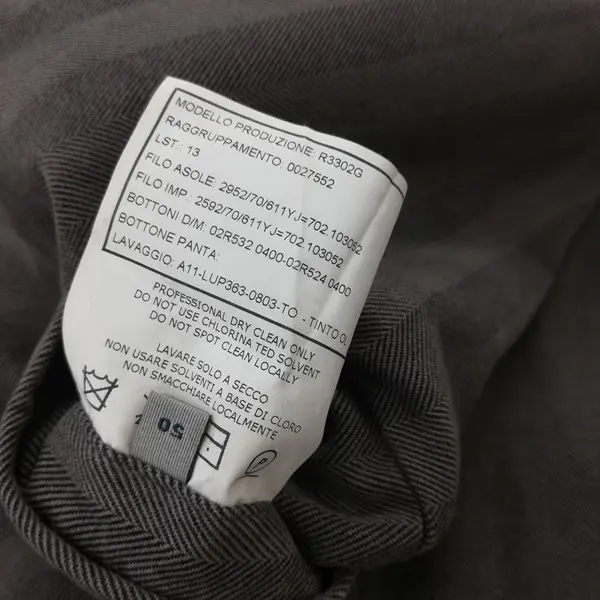 MODELLO PRODUZIONE: R3302G
RAGGRUPPAMENTO: 0027552
LST.: 13
FILO ASOLE: 2952/70/611YJ=702.103052
FILO IMP.: 2592/70/611YJ=702.103052
BOTTONI D/M: 02R532.0400-02R524.0400
BOTTONE PANTA:
LAVAGGIO: A11-LUP363-0803-TO - TINTO OL
PROFESSIONAL DRY CLEAN ONLY
DO NOT USE CHLORINA TED SOLVENT
DO NOT SPOT CLEAN LOCALLY
LAVARE SOLO A SECCO
NON USARE SOLVENTI A BASE DI CLORO
NON SMACCHIARE LOCALMENTE
50
P